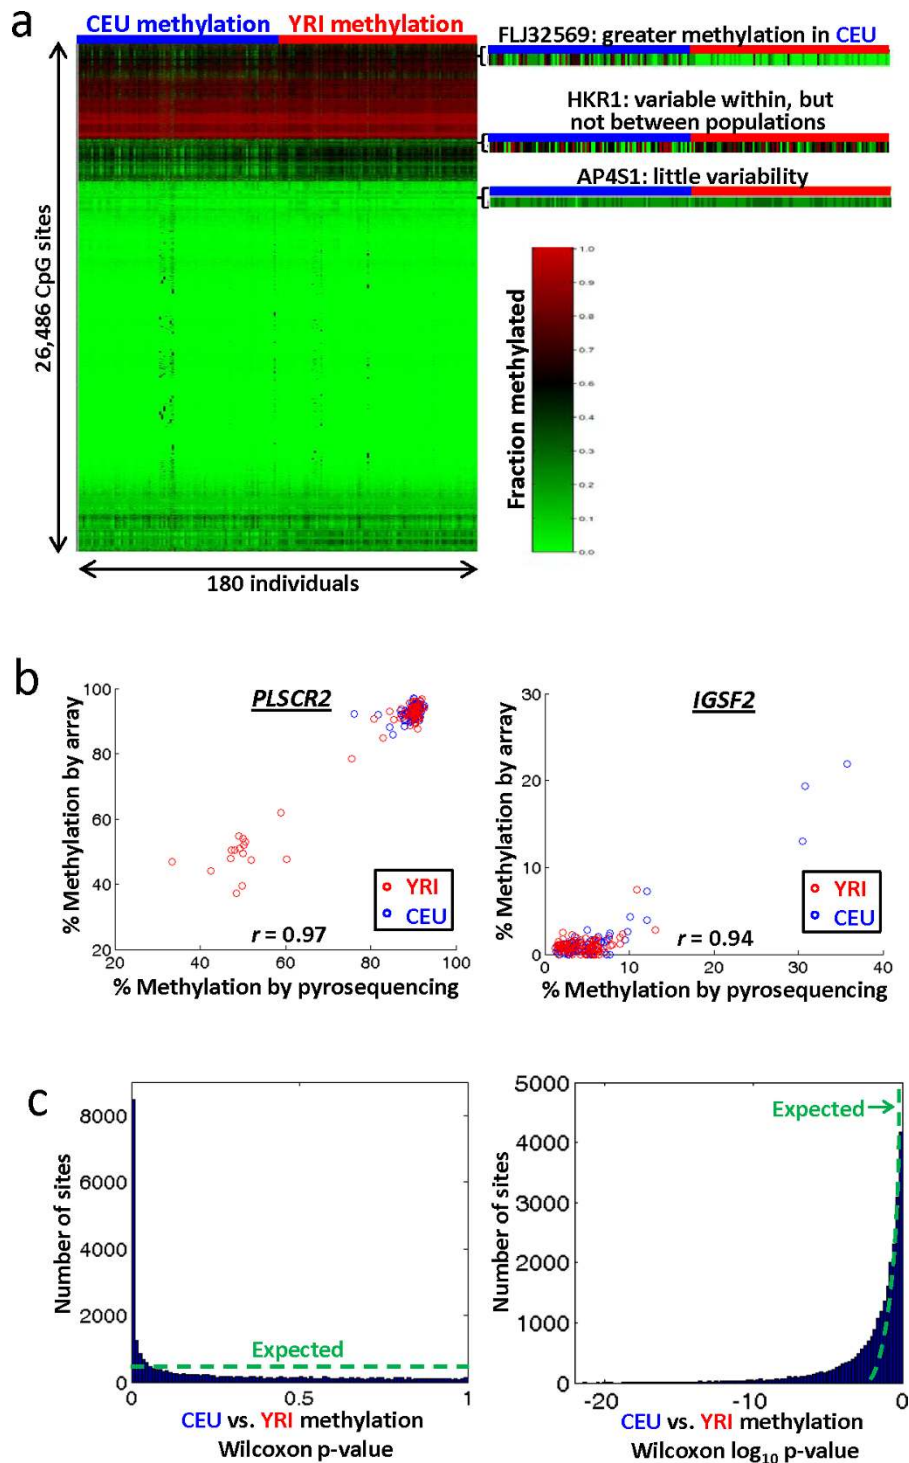 a
CEU methylation YRI methylation
FLJ32569: greater methylation in CEU
HKR1: variable within, but
not between populations
AP4S1: little variability
26,486 CpG sites
180 individuals
Fraction methylated
1.0
0.9
0.8
0.7
0.6
0.5
0.4
0.3
0.2
0.1
0.0
b
PLSCR2
% Methylation by array
100
80
60
40
20
20 40 60 80 100
YRI
CEU
r = 0.97
% Methylation by pyrosequencing
IGSF2
% Methylation by array
30
20
10
0
0 10 20 30 40
YRI
CEU
r = 0.94
% Methylation by pyrosequencing
c
Number of sites
8000
6000
4000
2000
0
Expected
0 0.5 1
CEU vs. YRI methylation
Wilcoxon p-value
Number of sites
5000
4000
3000
2000
1000
0
Expected
-20 -10 0
CEU vs. YRI methylation
Wilcoxon log10 p-value